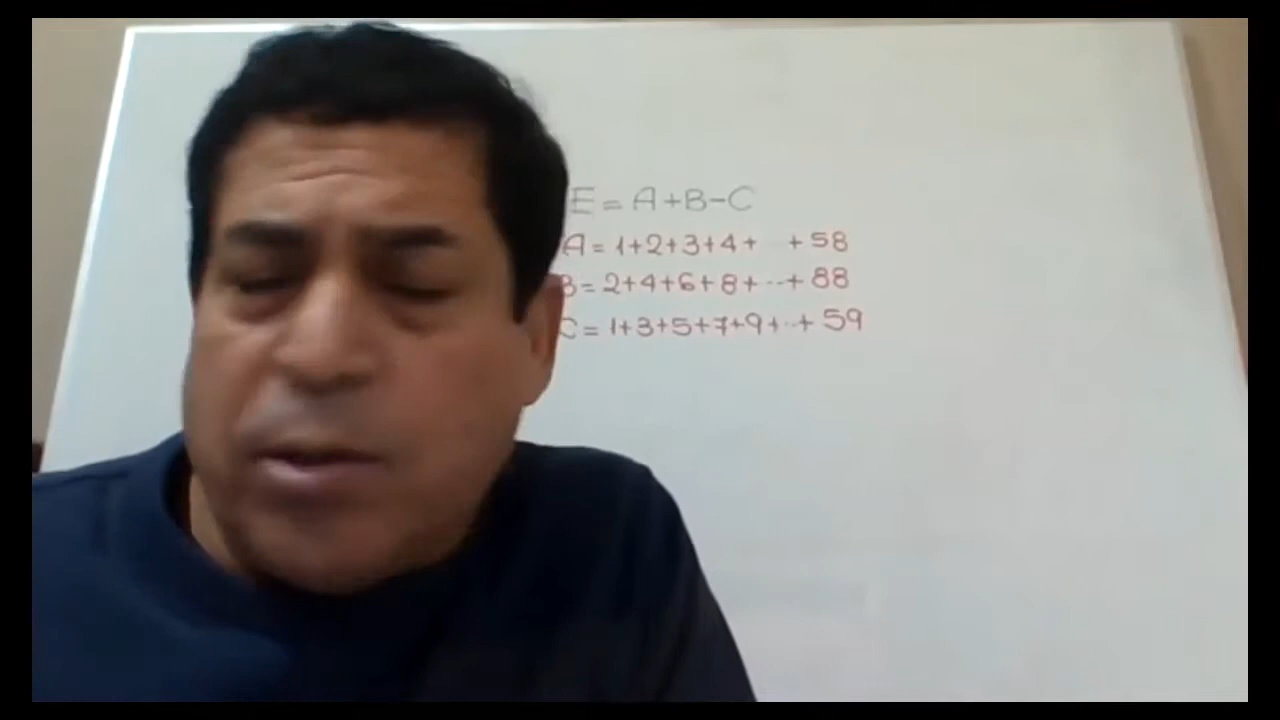 E = A+B-C
A = 1+2+3+4+ ... +58
B = 2+4+6+8+ ... + 88
C = 1+3+5+7+9+ ... + 59